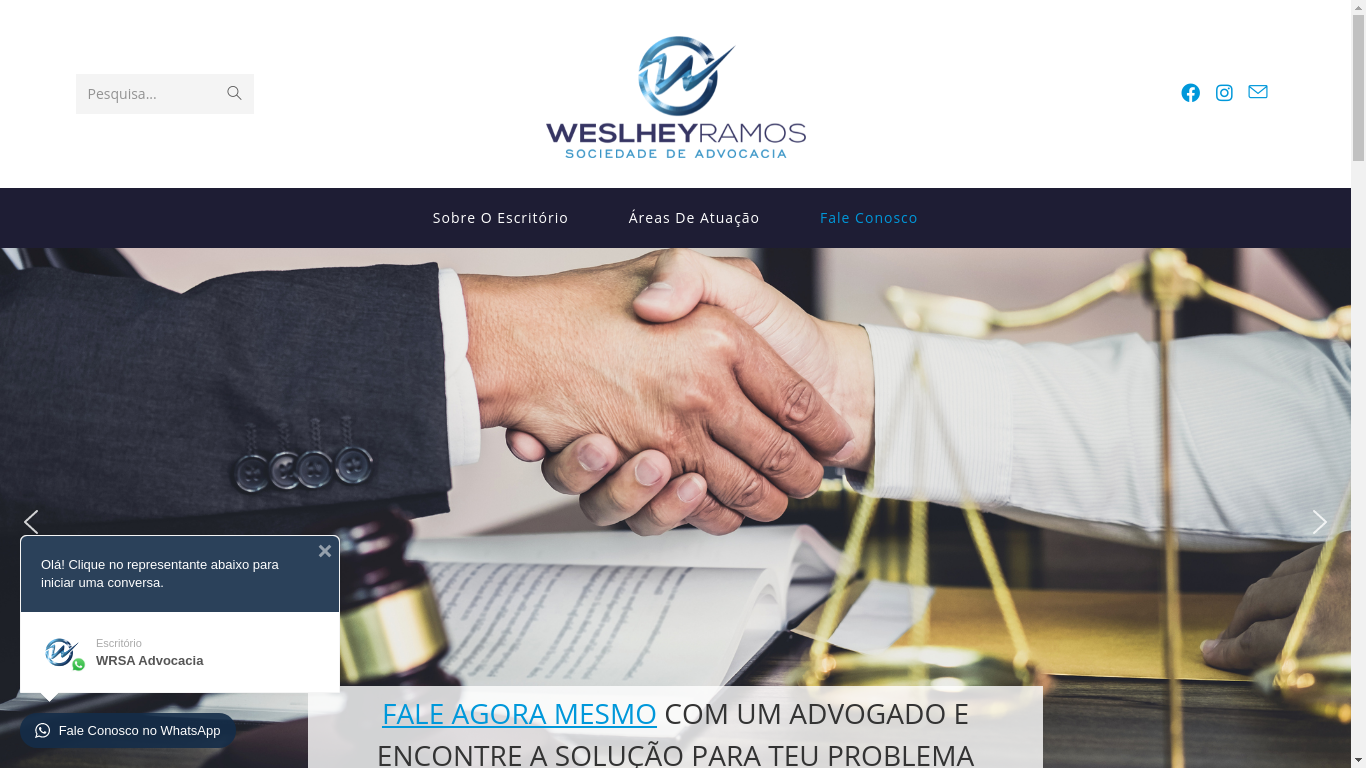 Pesquisa...
WESLHEYRAMOS
SOCIEDADE DE ADVOCACIA
Sobre O Escritório
Áreas De Atuação
Fale Conosco
Olá! Clique no representante abaixo para
iniciar uma conversa.
Escritório
WRSA Advocacia
Fale Conosco no WhatsApp
FALE AGORA MESMO COM UM ADVOGADO E
ENCONTRE A SOLUÇÃO PARA TEU PROBLEMA